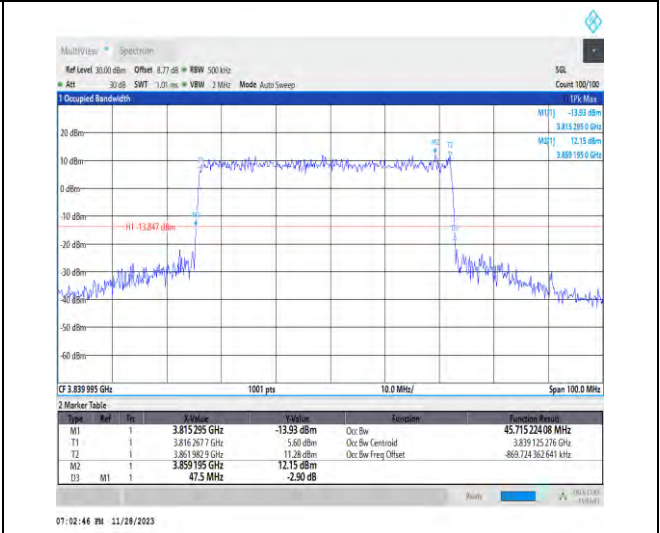 MultiView Spectrum
Ref Level 30.00 dBm Offset 8.77 dB RBW 500 kHz SGL
Att 30 dB SWT 1.01 ms VBW 2 MHz Mode Auto Sweep Count 100/100
1 Occupied Bandwidth 1Pk Max
M1[1] -13.93 dBm
3.815 295 0 GHz
M2[1] 12.15 dBm
3.859 195 0 GHz
20 dBm
M2 T2
10 dBm
0 dBm
-10 dBm
H1 -13.847 dBm
-20 dBm
-30 dBm
-40 dBm
-50 dBm
-60 dBm
CF 3.839 995 GHz 1001 pts 10.0 MHz/ Span 100.0 MHz
2 Marker Table
Type Ref Trc X-Value Y-Value Function Function Result
M1 1 3.815 295 GHz -13.93 dBm Occ Bw 45.715 224 08 MHz
T1 1 3.816 267 7 GHz 5.60 dBm Occ Bw Centroid 3.839 125 276 GHz
T2 1 3.861 982 9 GHz 11.28 dBm Occ Bw Freq Offset -869.724 362 641 kHz
M2 1 3.859 195 GHz 12.15 dBm
D3 M1 1 47.5 MHz -2.90 dB
Ready
07:02:46 PM 11/28/2023